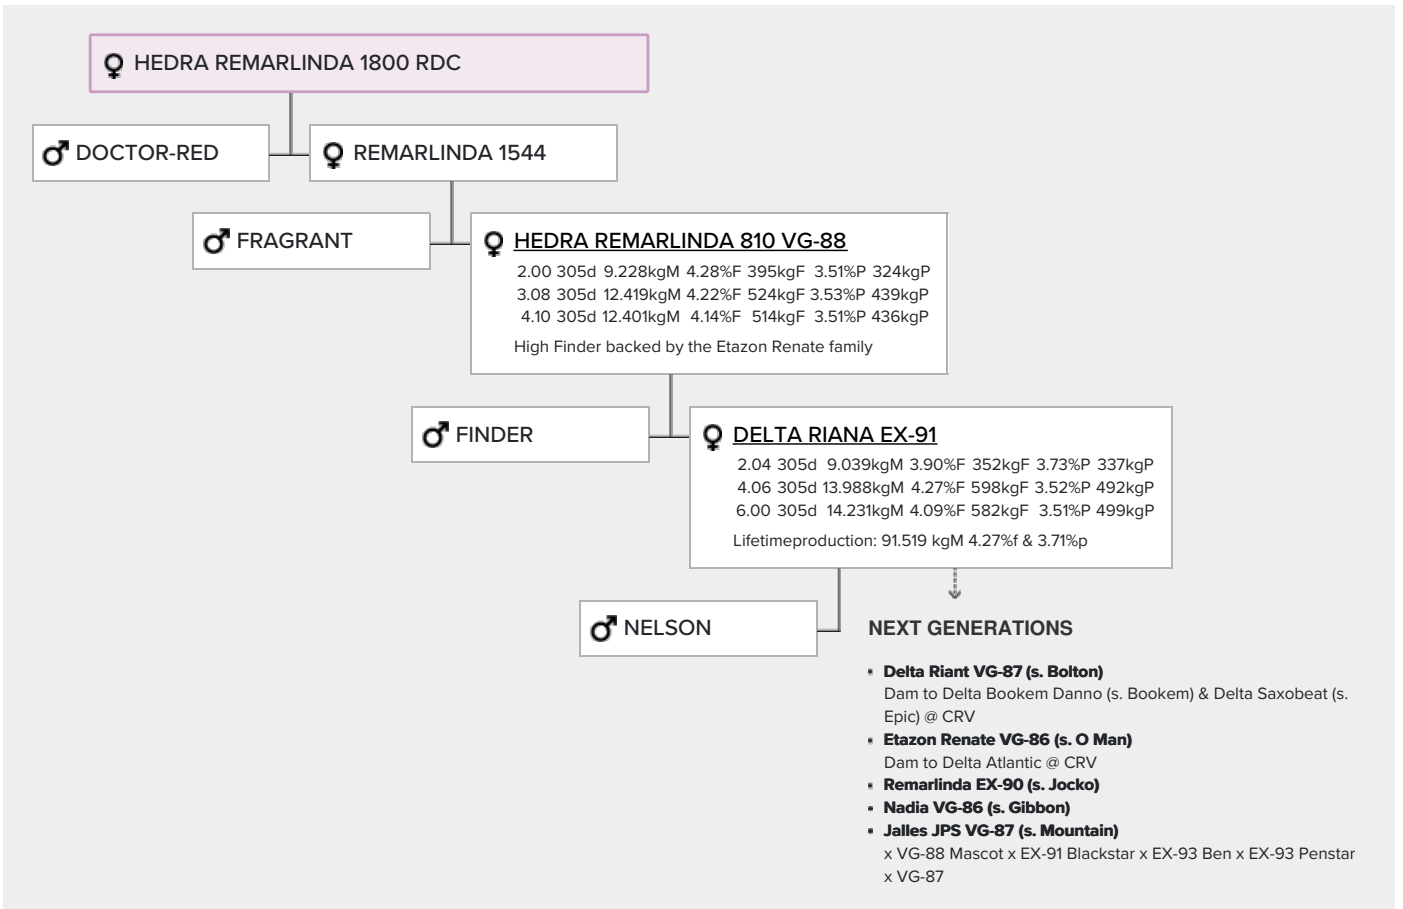 HEDRA REMARLINDA 1800 RDC
DOCTOR-RED
REMARLINDA 1544
FRAGRANT
HEDRA REMARLINDA 810 VG-88
2.00 305d 9.228kgM 4.28%F 395kgF 3.51%P 324kgP
3.08 305d 12.419kgM 4.22%F 524kgF 3.53%P 439kgP
4.10 305d 12.401kgM 4.14%F 514kgF 3.51%P 436kgP
High Finder backed by the Etazon Renate family
FINDER
DELTA RIANA EX-91
2.04 305d 9.039kgM 3.90%F 352kgF 3.73%P 337kgP
4.06 305d 13.988kgM 4.27%F 598kgF 3.52%P 492kgP
6.00 305d 14.231kgM 4.09%F 582kgF 3.51%P 499kgP
Lifetimeproduction: 91.519 kgM 4.27%f & 3.71%p
NELSON
NEXT GENERATIONS
▪ Delta Riant VG-87 (s. Bolton)
Dam to Delta Bookem Danno (s. Bookem) & Delta Saxobeat (s.
Epic) @ CRV
▪ Etazon Renate VG-86 (s. O Man)
Dam to Delta Atlantic @ CRV
▪ Remarlinda EX-90 (s. Jocko)
▪ Nadia VG-86 (s. Gibbon)
▪ Jalles JPS VG-87 (s. Mountain)
x VG-88 Mascot x EX-91 Blackstar x EX-93 Ben x EX-93 Penstar
x VG-87